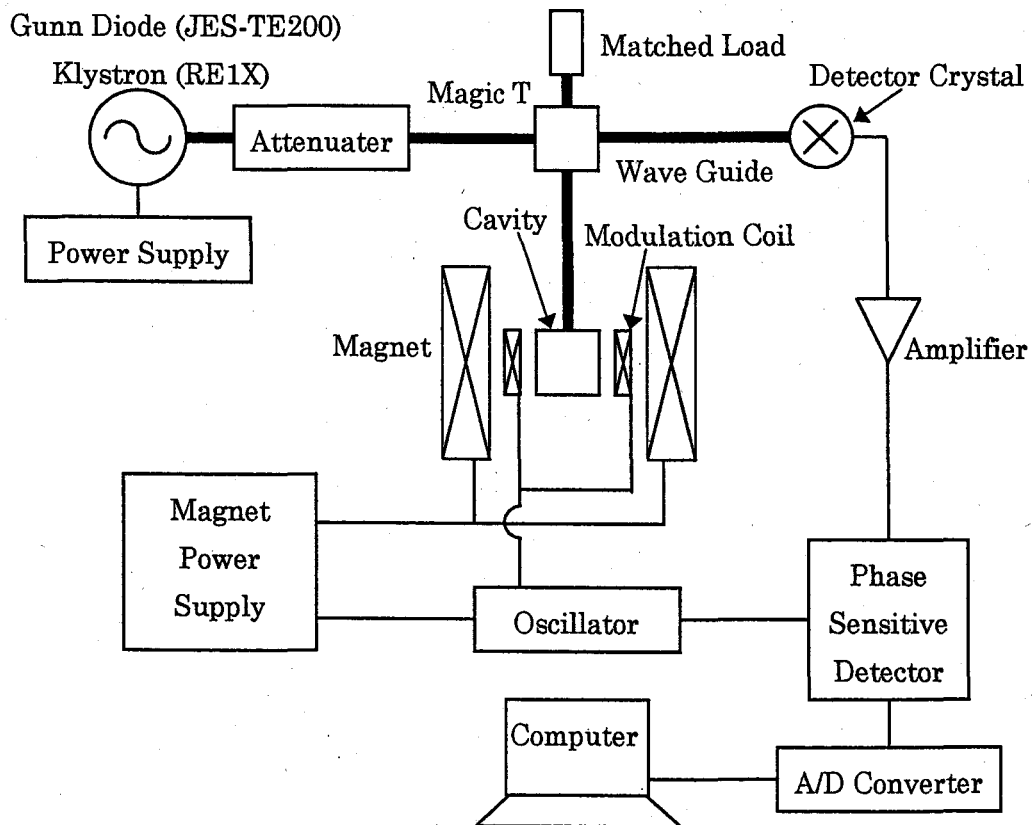 Gunn Diode (JES-TE200)
Klystron (RE1X)
Matched Load
Detector Crystal
Magic T
Attenuater
Wave Guide
Power Supply
Cavity
Modulation Coil
Magnet
Amplifier
Magnet
Power
Supply
Phase
Sensitive
Detector
Oscillator
Computer
A/D Converter